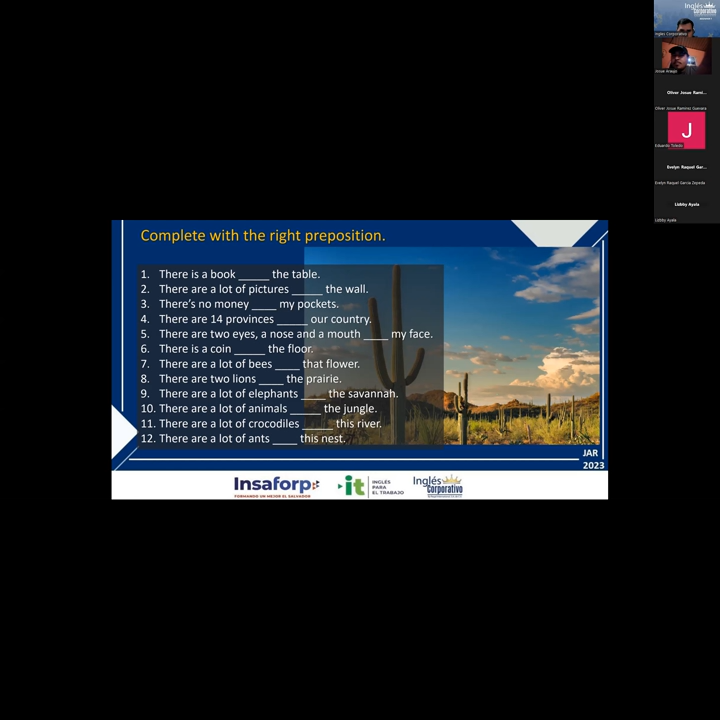 Complete with the right preposition.
1. There is a book _____ the table.
2. There are a lot of pictures _____ the wall.
3. There's no money ____ my pockets.
4. There are 14 provinces _____ our country.
5. There are two eyes, a nose and a mouth ____ my face.
6. There is a coin _____ the floor.
7. There are a lot of bees ____ that flower.
8. There are two lions ____ the prairie.
9. There are a lot of elephants ____ the savannah.
10. There are a lot of animals _____ the jungle.
11. There are a lot of crocodiles _____ this river.
12. There are a lot of ants ____ this nest.
JAR
2023
Insaforp
FORMANDO UN MEJOR EL SALVADOR
it
INGLÉS
PARA
EL TRABAJO
Inglés
Corporativo
Inglés
Corporativo
Inglés Corporativo
Josue Araujo
Oliver Josue Rami...
Oliver Josue Ramirez Guevara
J
Eduardo Toledo
Evelyn Raquel Gar...
Evelyn Raquel Garcia Zepeda
Libby Ayala
Libby Ayala